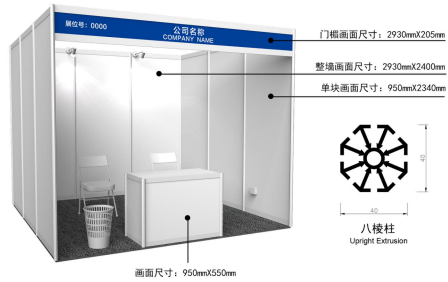 展位号：0000
公司名称
COMPANY NAME
门楣画面尺寸：2930mmX205mm
整墙画面尺寸：2930mmX2400mm
单块画面尺寸：950mmX2340mm
40
40
八棱柱
Upright Extrusion
画面尺寸：950mmX550mm